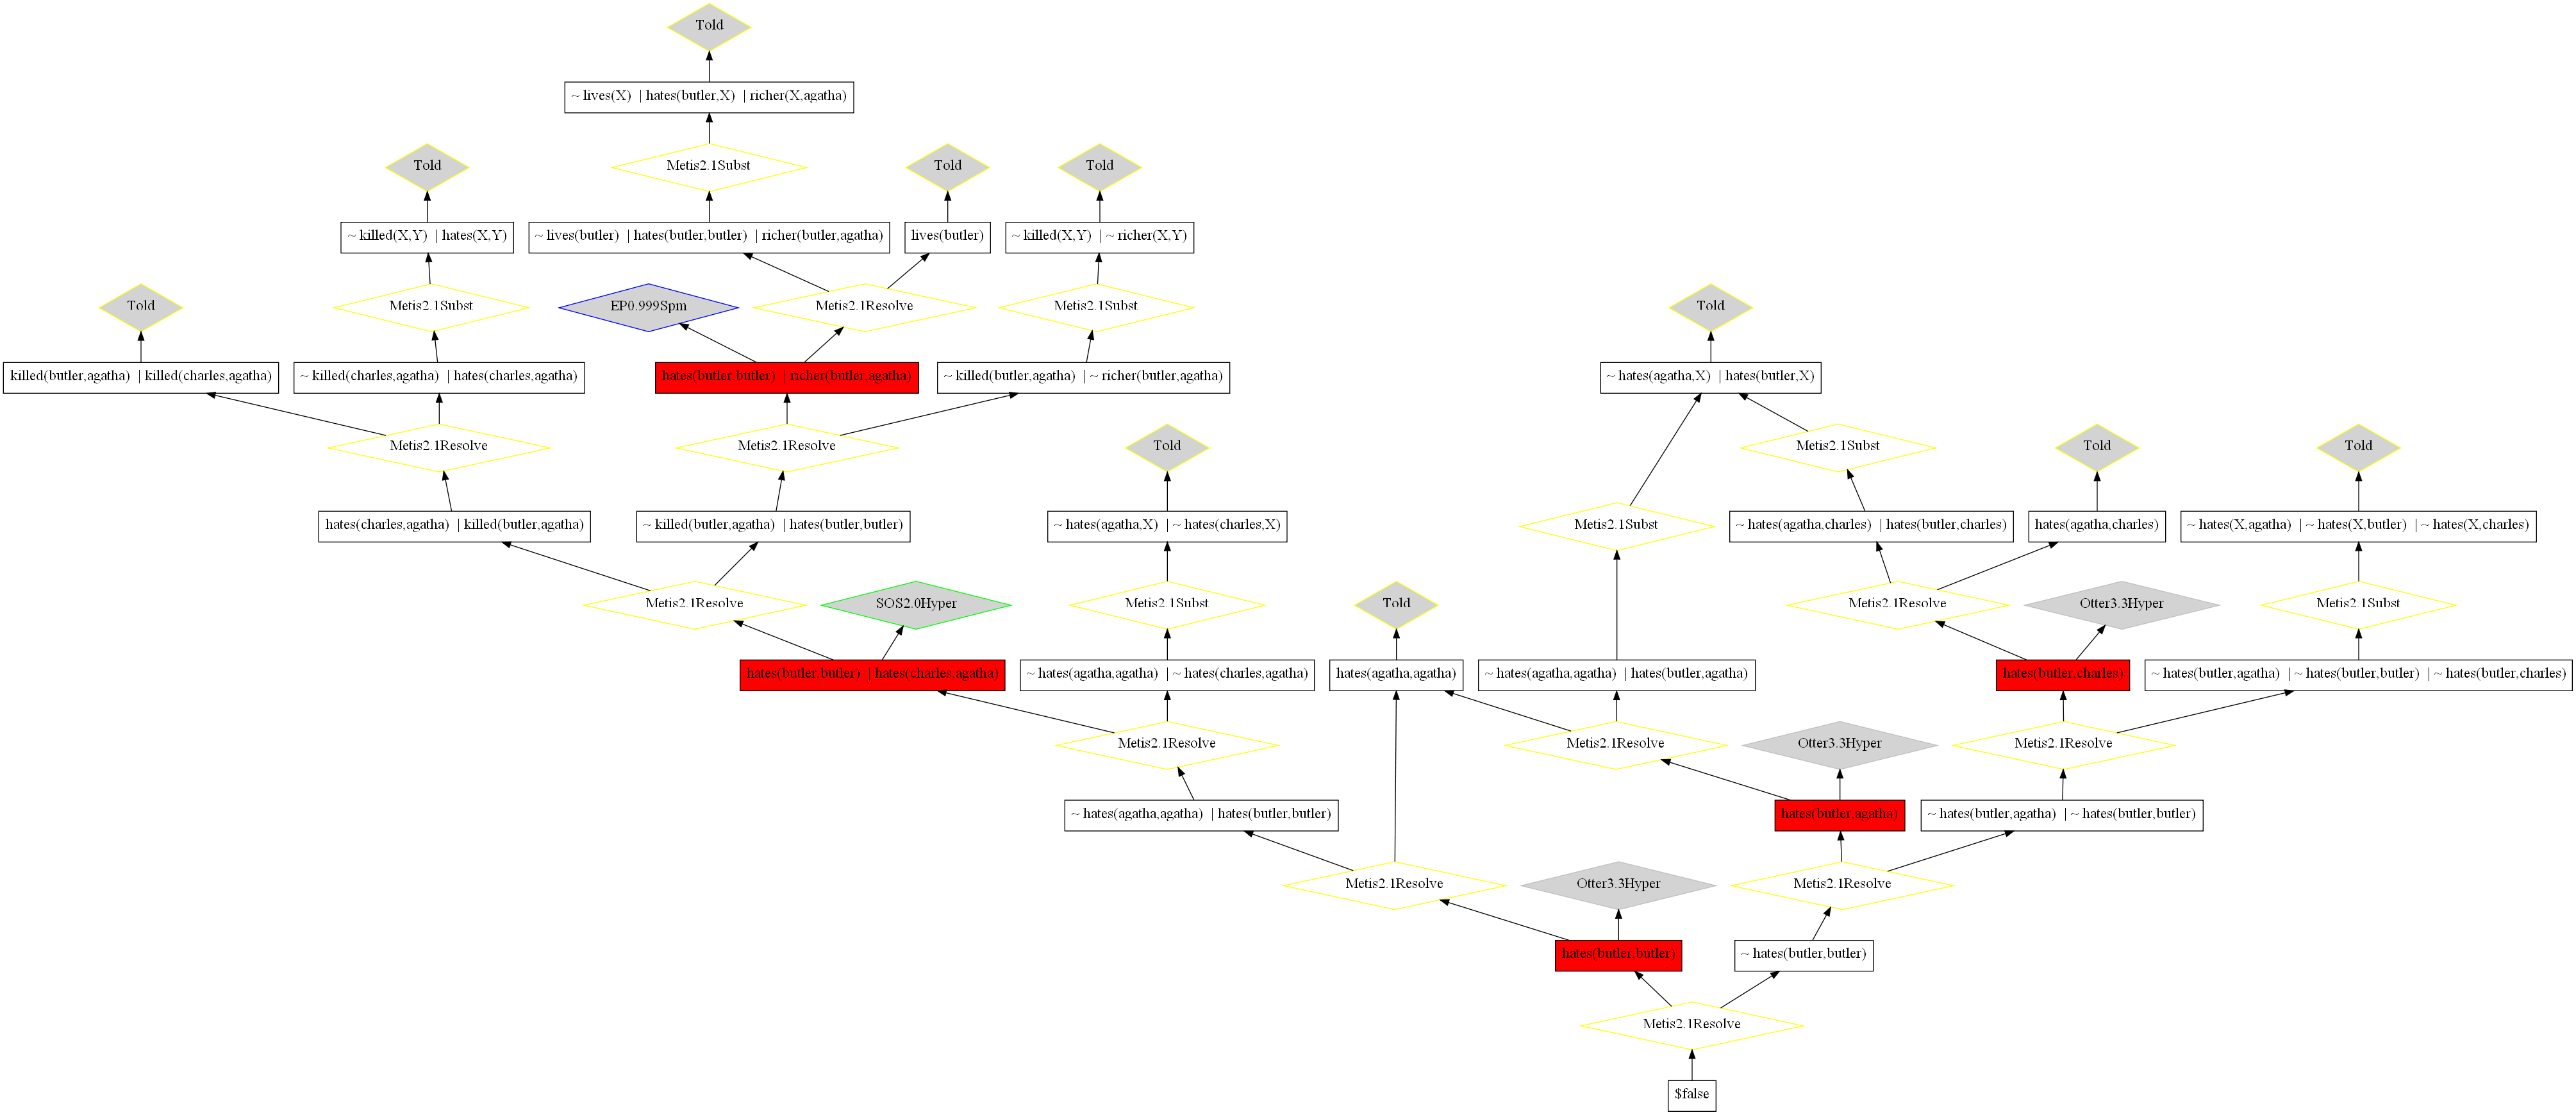 Told
~ lives(X) | hates(butler,X) | richer(X,agatha)
Told
Metis2.1Subst
Told
Told
~ killed(X,Y) | hates(X,Y)
~ lives(butler) | hates(butler,butler) | richer(butler,agatha)
lives(butler)
~ killed(X,Y) | ~ richer(X,Y)
Told
Metis2.1Subst
EP0.999Spm
Metis2.1Resolve
Metis2.1Subst
Told
killed(butler,agatha) | killed(charles,agatha)
~ killed(charles,agatha) | hates(charles,agatha)
hates(butler,butler) | richer(butler,agatha)
~ killed(butler,agatha) | ~ richer(butler,agatha)
~ hates(agatha,X) | hates(butler,X)
Metis2.1Resolve
Metis2.1Resolve
Told
Metis2.1Subst
Told
Told
hates(charles,agatha) | killed(butler,agatha)
~ killed(butler,agatha) | hates(butler,butler)
~ hates(agatha,X) | ~ hates(charles,X)
Metis2.1Subst
~ hates(agatha,charles) | hates(butler,charles)
hates(agatha,charles)
~ hates(X,agatha) | ~ hates(X,butler) | ~ hates(X,charles)
Metis2.1Resolve
SOS2.0Hyper
Metis2.1Subst
Told
Metis2.1Resolve
Otter3.3Hyper
Metis2.1Subst
hates(butler,butler) | hates(charles,agatha)
~ hates(agatha,agatha) | ~ hates(charles,agatha)
hates(agatha,agatha)
~ hates(agatha,agatha) | hates(butler,agatha)
hates(butler,charles)
~ hates(butler,agatha) | ~ hates(butler,butler) | ~ hates(butler,charles)
Metis2.1Resolve
Metis2.1Resolve
Otter3.3Hyper
Metis2.1Resolve
~ hates(agatha,agatha) | hates(butler,butler)
hates(butler,agatha)
~ hates(butler,agatha) | ~ hates(butler,butler)
Metis2.1Resolve
Otter3.3Hyper
Metis2.1Resolve
hates(butler,butler)
~ hates(butler,butler)
Metis2.1Resolve
$false